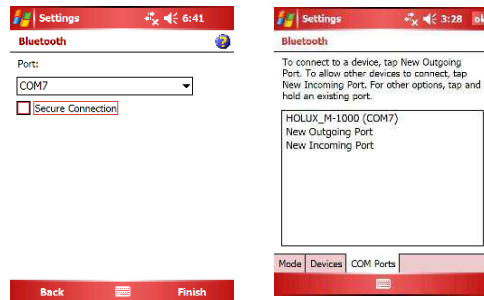 Settings 6:41
Bluetooth
Port:
COM7
Secure Connection
Back Finish
Settings 3:28 ok
Bluetooth
To connect to a device, tap New Outgoing
Port. To allow other devices to connect, tap
New Incoming Port. For other options, tap and
hold an existing port.
HOLUX_M-1000 (COM7)
New Outgoing Port
New Incoming Port
Mode Devices COM Ports